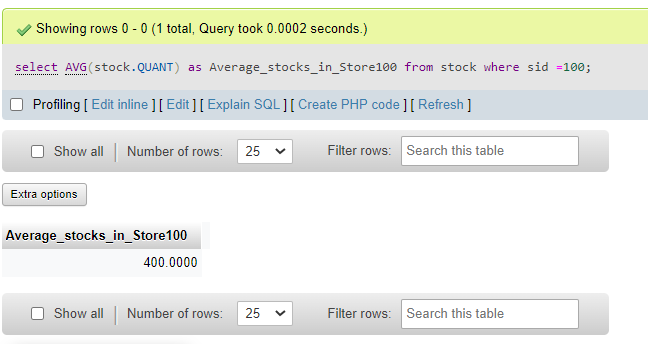 Showing rows 0 - 0 (1 total, Query took 0.0002 seconds.)
select AVG(stock.QUANT) as Average_stocks_in_Store100 from stock where sid =100;
Profiling [ Edit inline ] [ Edit ] [ Explain SQL ] [ Create PHP code ] [ Refresh ]
Show all Number of rows: 25 Filter rows: Search this table
Extra options
Average_stocks_in_Store100
400.0000
Show all Number of rows: 25 Filter rows: Search this table